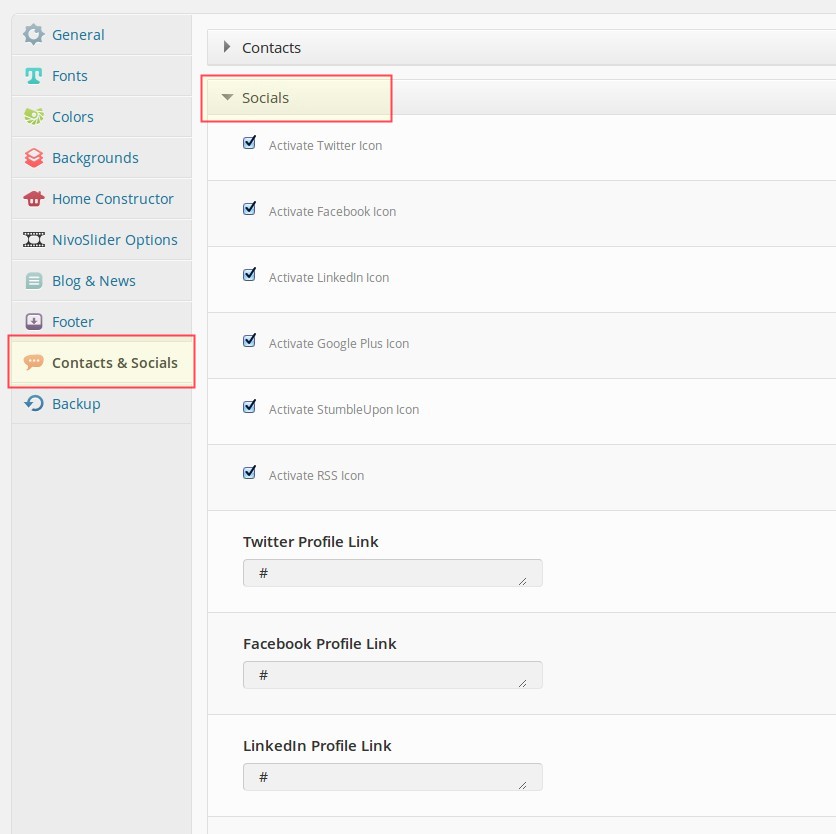 General
Fonts
Colors
Backgrounds
Home Constructor
NivoSlider Options
Blog & News
Footer
Contacts & Socials
Backup
Contacts
Socials
Activate Twitter Icon
Activate Facebook Icon
Activate LinkedIn Icon
Activate Google Plus Icon
Activate StumbleUpon Icon
Activate RSS Icon
Twitter Profile Link
#
Facebook Profile Link
#
LinkedIn Profile Link
#